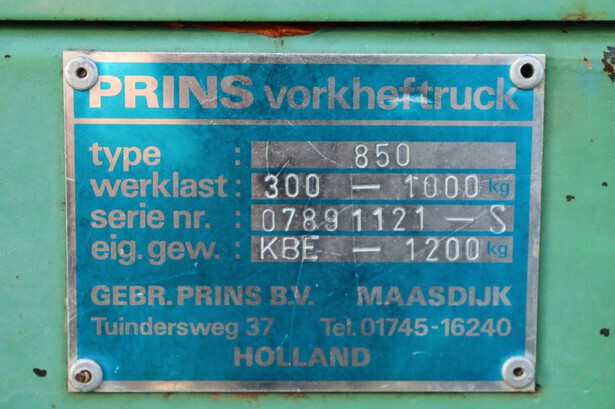 PRINS vorkheftruck
type : 850
werklast : 300 - 1000 kg
serie nr. : 07891121 - S
eig. gew. : KBE - 1200 kg
GEBR. PRINS B.V. MAASDIJK
Tuindersweg 37 Tel. 01745-16240
HOLLAND